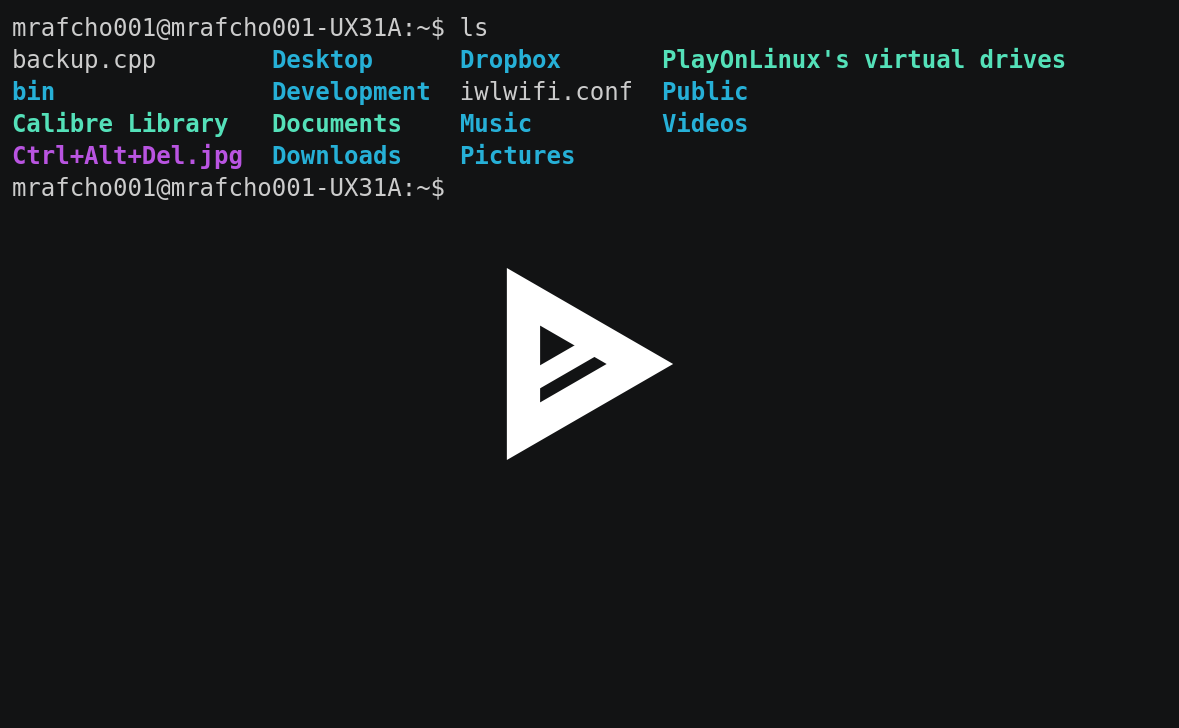 mrafcho001@mrafcho001-UX31A:~$ ls
backup.cpp        Desktop      Dropbox       PlayOnLinux's virtual drives
bin               Development  iwlwifi.conf  Public
Calibre Library   Documents    Music         Videos
Ctrl+Alt+Del.jpg  Downloads    Pictures
mrafcho001@mrafcho001-UX31A:~$